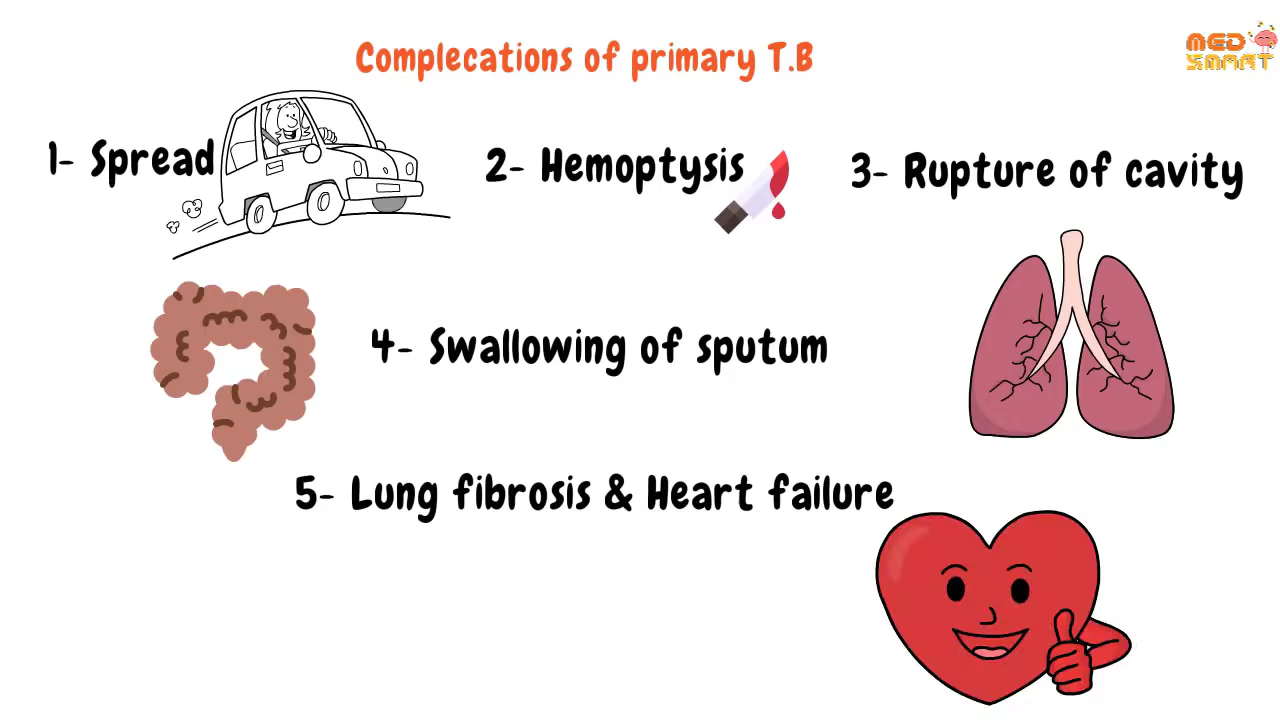 Complecations of primary T.B
MED
SMART
1- Spread
2- Hemoptysis
3- Rupture of cavity
4- Swallowing of sputum
5- Lung fibrosis & Heart failure